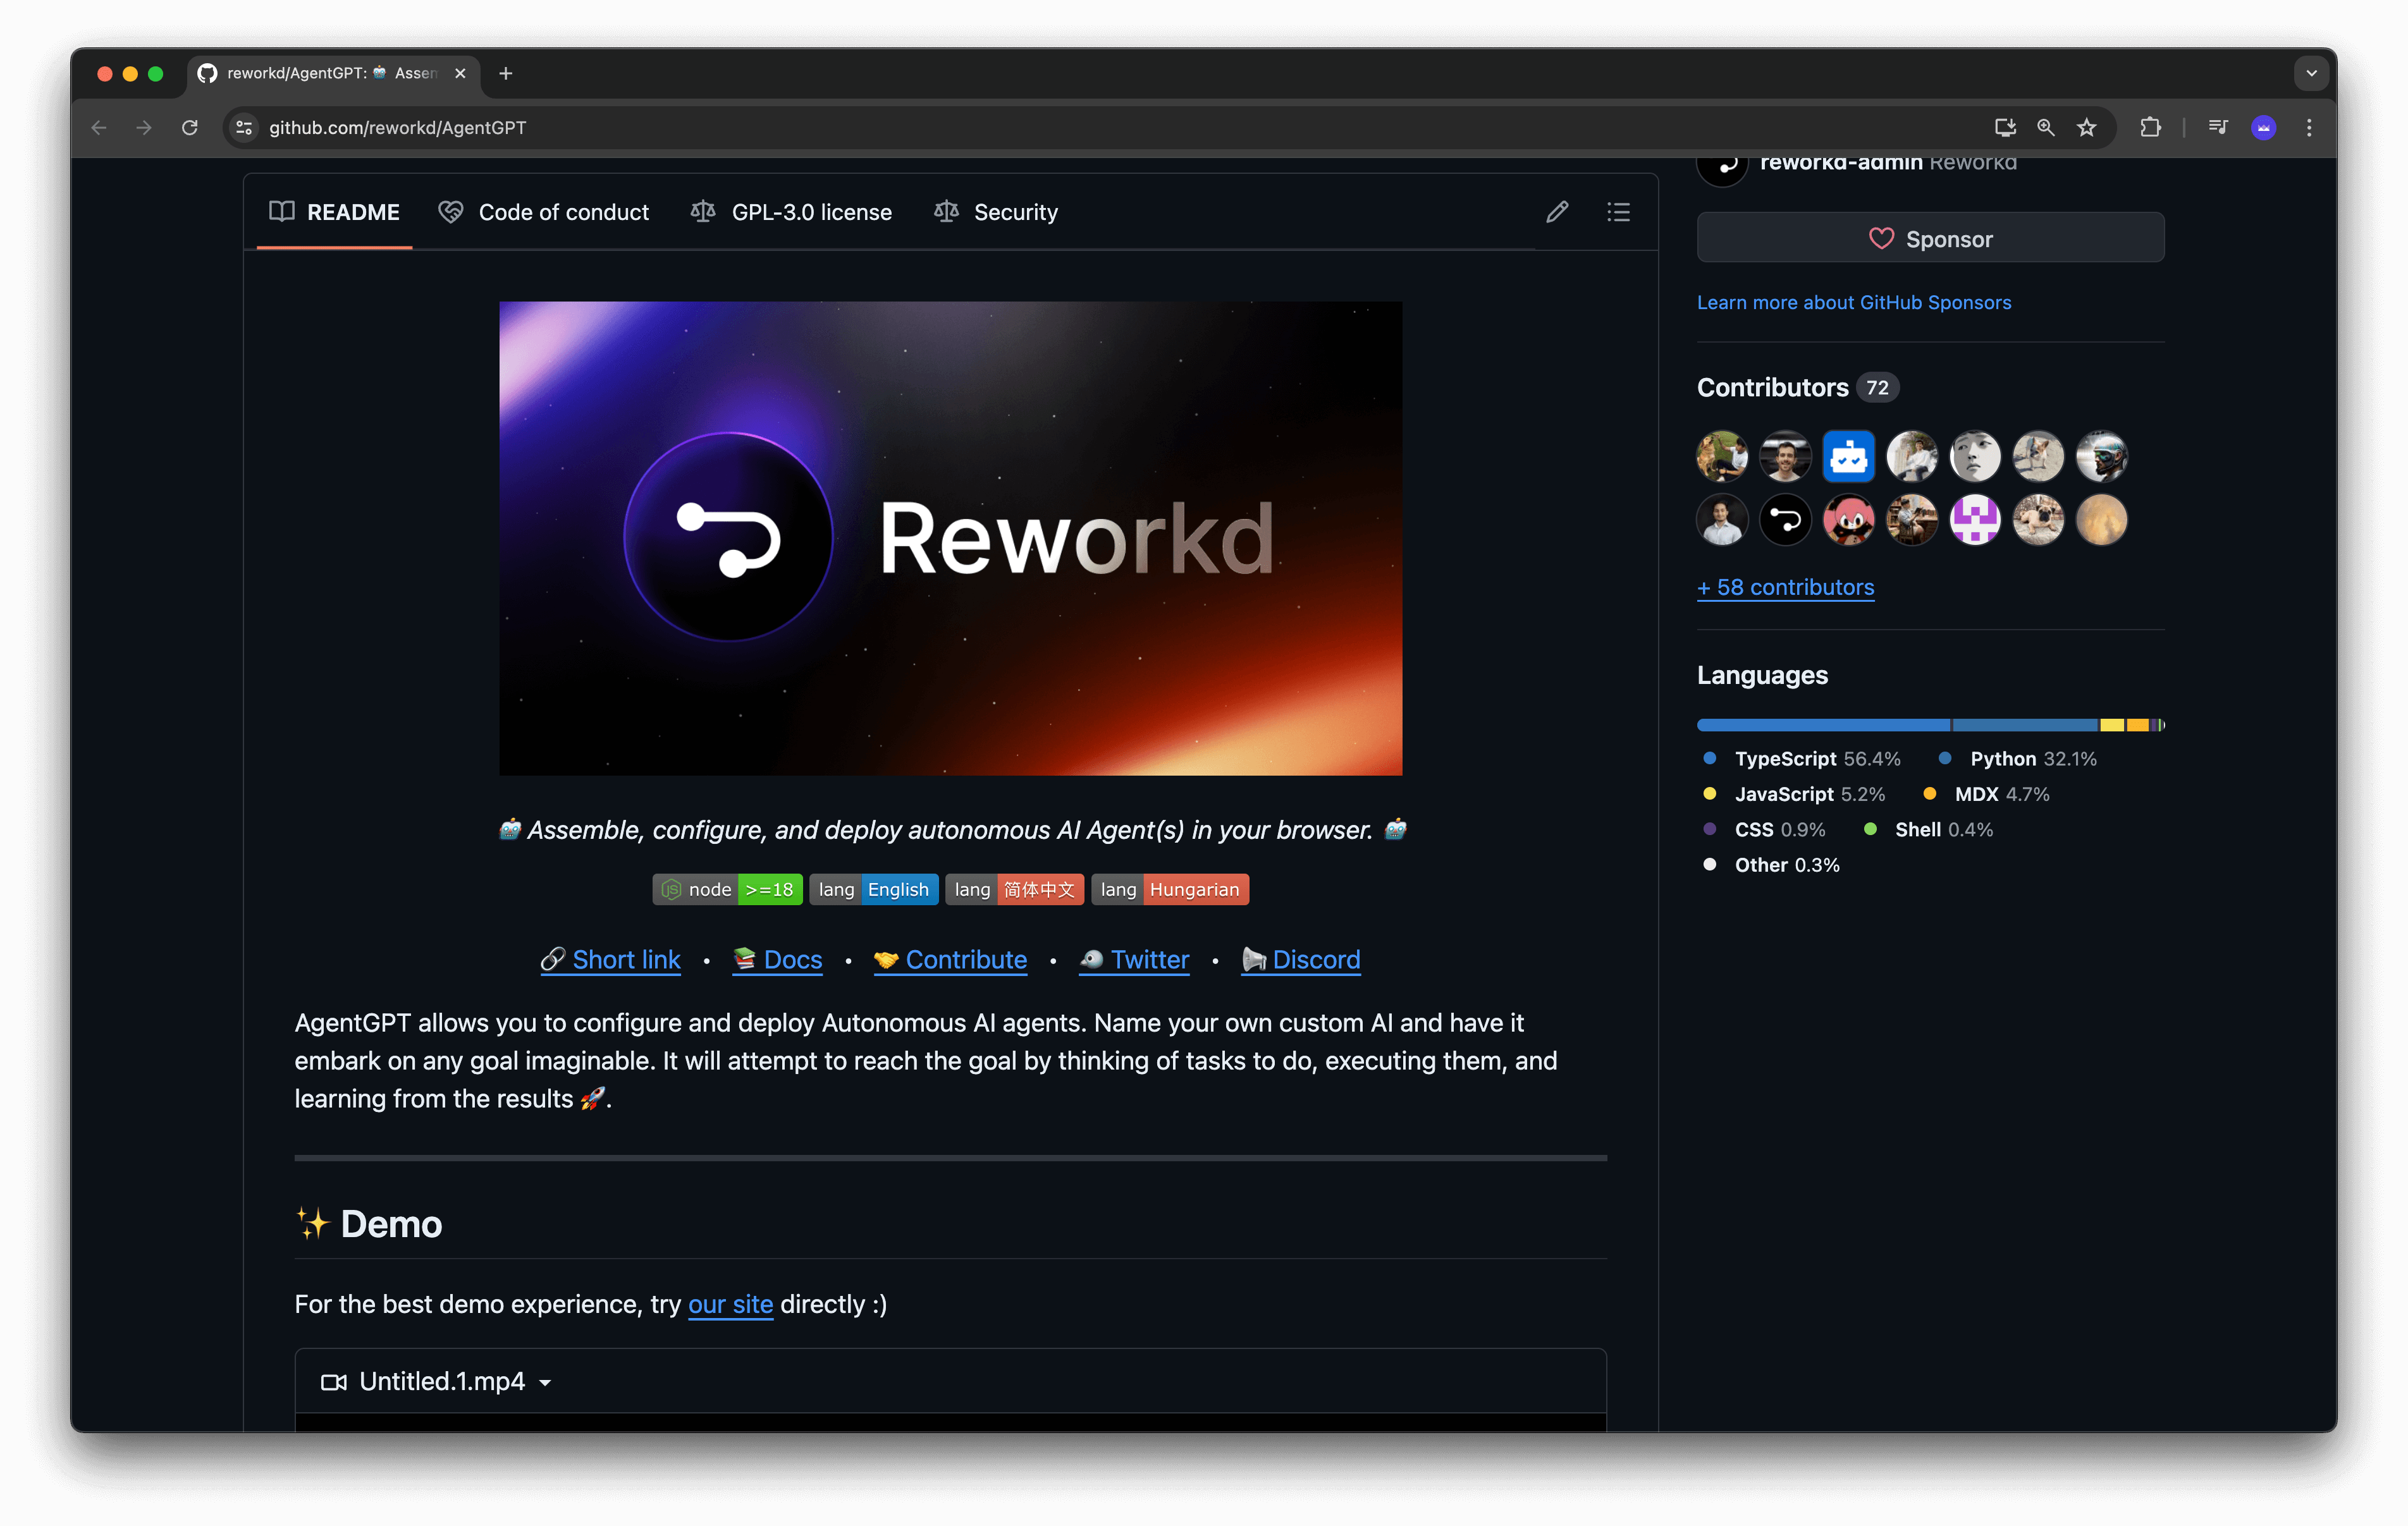 reworkd/AgentGPT: 🤖 Assem
github.com/reworkd/AgentGPT
README
Code of conduct
GPL-3.0 license
Security
Reworkd
🤖 Assemble, configure, and deploy autonomous AI Agent(s) in your browser. 🤖
node >=18 lang English lang 简体中文 lang Hungarian
🔗 Short link • 📚 Docs • 🤝 Contribute • 🐦 Twitter • 📢 Discord
AgentGPT allows you to configure and deploy Autonomous AI agents. Name your own custom AI and have it
embark on any goal imaginable. It will attempt to reach the goal by thinking of tasks to do, executing them, and
learning from the results 🚀.
✨ Demo
For the best demo experience, try our site directly :)
Untitled.1.mp4
reworkd-admin Reworkd
Sponsor
Learn more about GitHub Sponsors
Contributors 72
+ 58 contributors
Languages
TypeScript 56.4% Python 32.1%
JavaScript 5.2% MDX 4.7%
CSS 0.9% Shell 0.4%
Other 0.3%